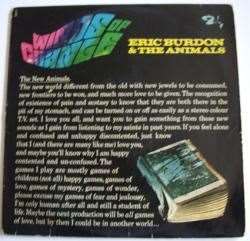 WINDS OF
CHANGE
ERIC BURDON
& THE ANIMALS
The New Animals.
The new world different from the old with new jewels to be consumed,
new frontiers to be won, and much more love to be given. The recognition
of existence of pain and ecstasy to know that they are both there in the
pit of my stomach, and can be turned on or off as easily as a stereo colour
T.V. set. I love you all, and want you to gain something from these new
sounds as I gain from listening to my saints in past years. If you feel alone
and confused and unhappy discontented, just know
that I (and there are many like me) love you,
and maybe you'll know why I am happy
contented and un-confused. The
games I play are mostly games of
children (not all) happy games, games of
love, games of mystery, games of wonder,
please excuse my games of fear and jealousy,
I'm only human after all and still a student of
life. Maybe the next production will be all games
of love, but by then I could be in another world.